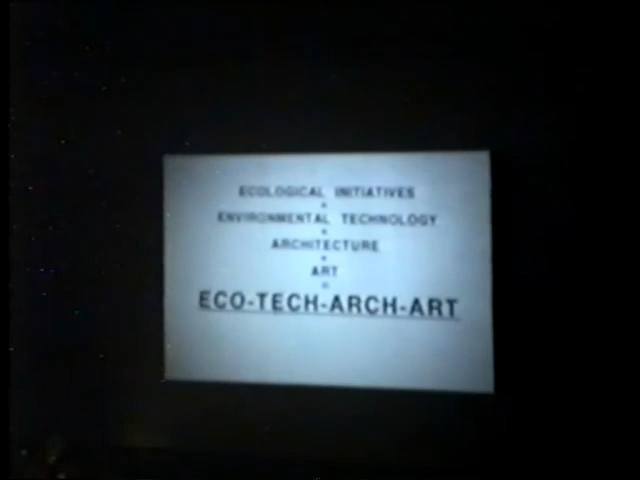 ECOLOGICAL INITIATIVES
+
ENVIRONMENTAL TECHNOLOGY
+
ARCHITECTURE
+
ART
=
ECO-TECH-ARCH-ART